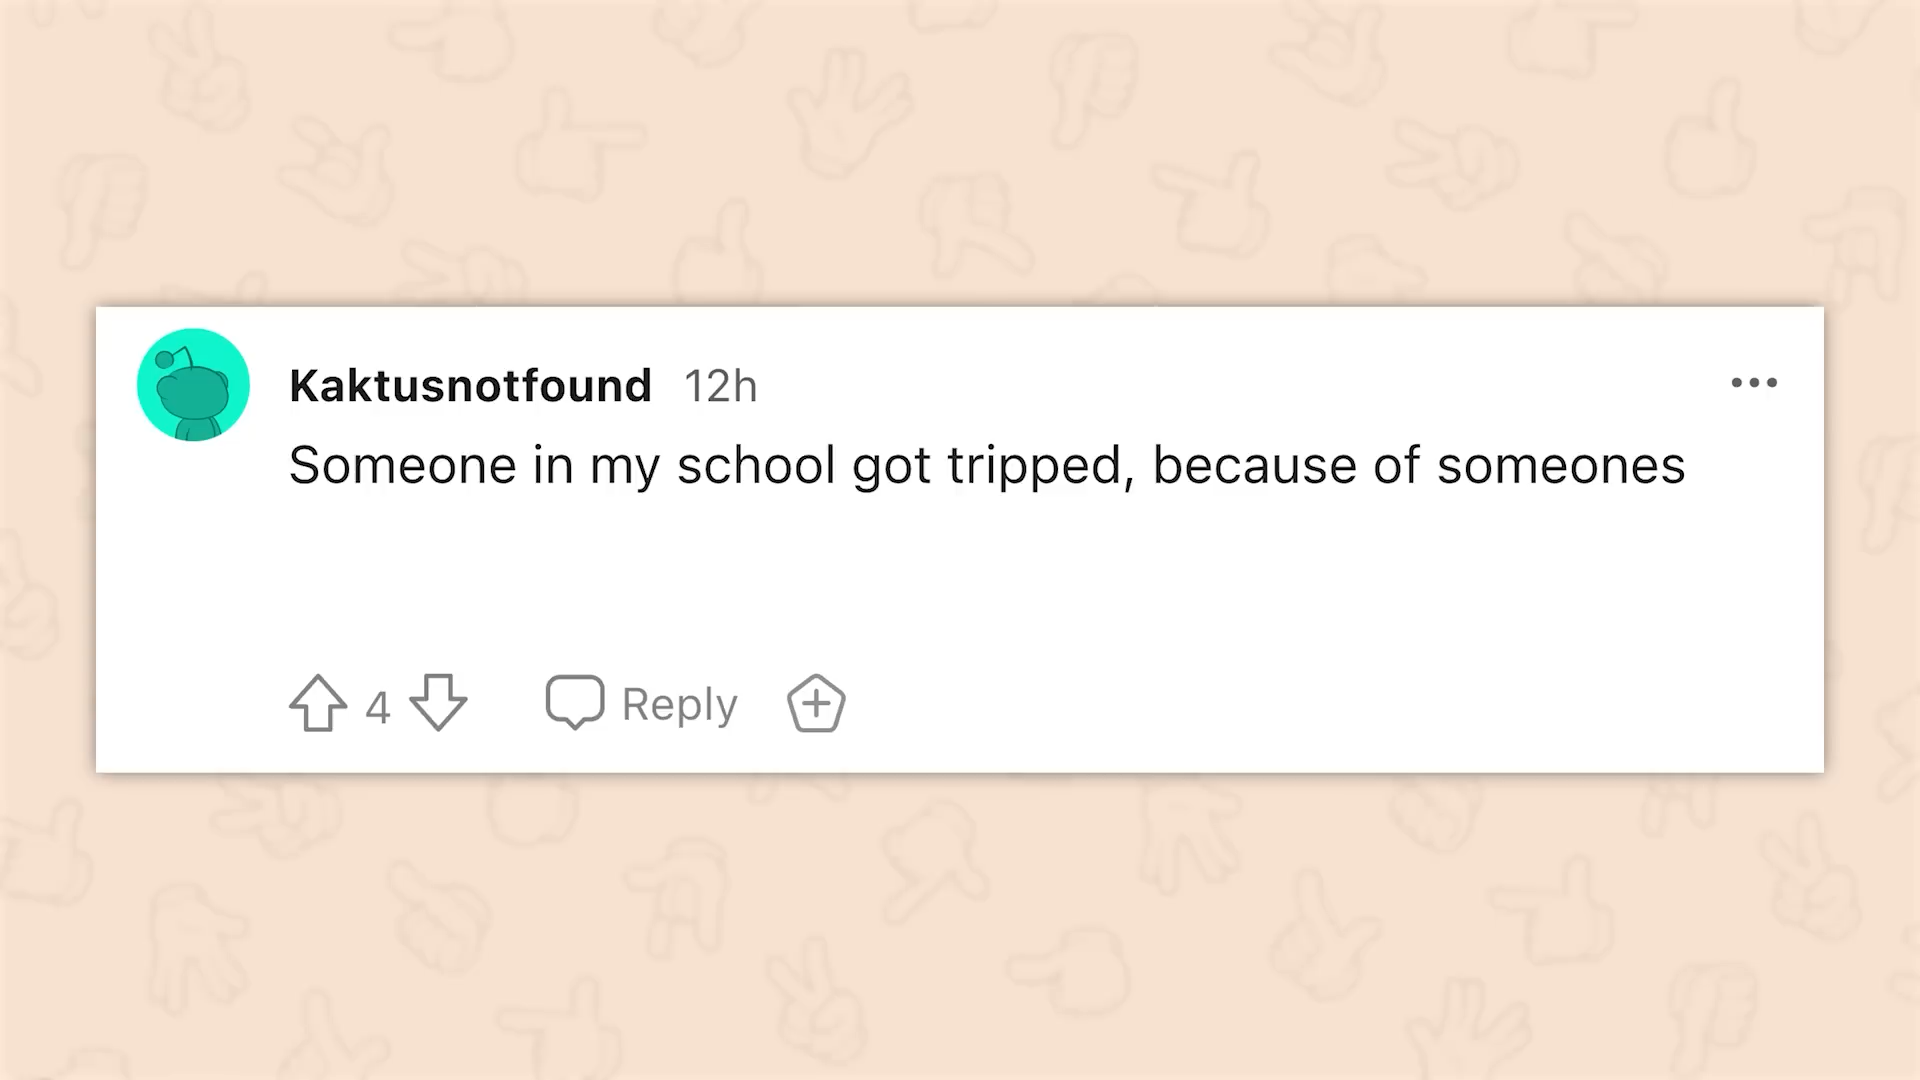 Kaktusnotfound 12h
Someone in my school got tripped, because of someones
4 Reply